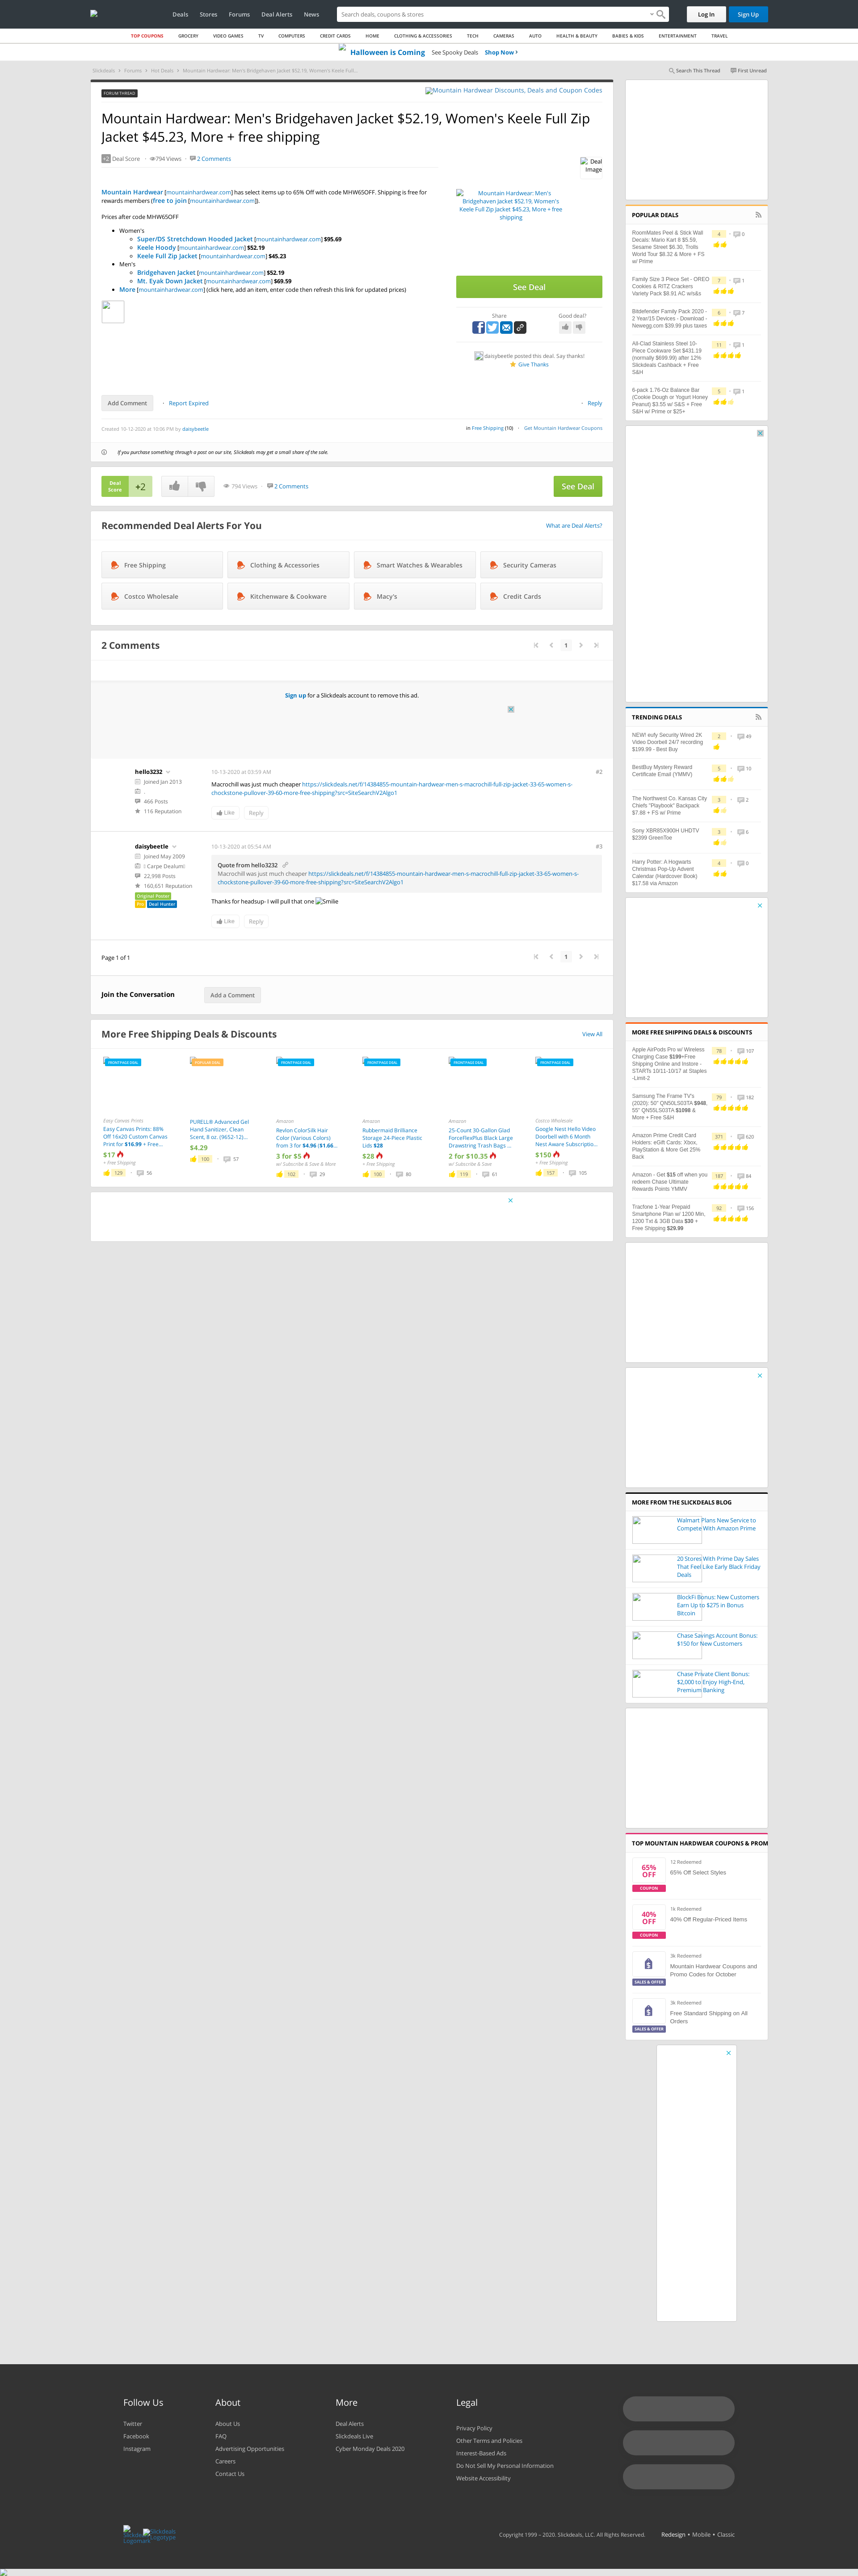 Deals
Stores
Forums
Deal Alerts
News
Search deals, coupons & stores
Log In
Sign Up
TOP COUPONS
GROCERY
VIDEO GAMES
TV
COMPUTERS
CREDIT CARDS
HOME
CLOTHING & ACCESSORIES
TECH
CAMERAS
AUTO
HEALTH & BEAUTY
BABIES & KIDS
ENTERTAINMENT
TRAVEL
Halloween is Coming See Spooky Deals Shop Now
Slickdeals › Forums › Hot Deals › Mountain Hardwear: Men's Bridgehaven Jacket $52.19, Women's Keele Full...
Search This Thread
First Unread
FORUM THREAD
Mountain Hardwear Discounts, Deals and Coupon Codes
Mountain Hardwear: Men's Bridgehaven Jacket $52.19, Women's Keele Full Zip
Jacket $45.23, More + free shipping
+2 Deal Score
794 Views
2 Comments
Deal
Image
Mountain Hardwear [mountainhardwear.com] has select items up to 65% Off with code MHW65OFF. Shipping is free for
rewards members (free to join [mountainhardwear.com]).
Prices after code MHW65OFF
Women's
Super/DS Stretchdown Hooded Jacket [mountainhardwear.com] $95.69
Keele Hoody [mountainhardwear.com] $52.19
Keele Full Zip Jacket [mountainhardwear.com] $45.23
Men's
Bridgehaven Jacket [mountainhardwear.com] $52.19
Mt. Eyak Down Jacket [mountainhardwear.com] $69.59
More [mountainhardwear.com] (click here, add an item, enter code then refresh this link for updated prices)
Mountain Hardwear: Men's
Bridgehaven Jacket $52.19, Women's
Keele Full Zip Jacket $45.23, More + free
shipping
See Deal
Share
Good deal?
daisybeetle posted this deal. Say thanks!
Give Thanks
Add Comment
Report Expired
Reply
Created 10-12-2020 at 10:06 PM by daisybeetle
in Free Shipping (10)
Get Mountain Hardwear Coupons
If you purchase something through a post on our site, Slickdeals may get a small share of the sale.
Deal
Score
+2
794 Views
2 Comments
See Deal
Recommended Deal Alerts For You
What are Deal Alerts?
Free Shipping
Clothing & Accessories
Smart Watches & Wearables
Security Cameras
Costco Wholesale
Kitchenware & Cookware
Macy's
Credit Cards
2 Comments
1
Sign up for a Slickdeals account to remove this ad.
hello3232
Joined Jan 2013
.
466 Posts
116 Reputation
10-13-2020 at 03:59 AM
#2
Macrochill was just much cheaper https://slickdeals.net/f/14384855-mountain-hardwear-men-s-macrochill-full-zip-jacket-33-65-women-s-
chockstone-pullover-39-60-more-free-shipping?src=SiteSearchV2Algo1
Like
Reply
daisybeetle
Joined May 2009
: Carpe Dealum!
22,998 Posts
160,651 Reputation
Original Poster
Pro
Deal Hunter
10-13-2020 at 05:54 AM
#3
Quote from hello3232
Macrochill was just much cheaper https://slickdeals.net/f/14384855-mountain-hardwear-men-s-macrochill-full-zip-jacket-33-65-women-s-
chockstone-pullover-39-60-more-free-shipping?src=SiteSearchV2Algo1
Thanks for headsup- I will pull that one Smilie
Like
Reply
Page 1 of 1
1
Join the Conversation
Add a Comment
More Free Shipping Deals & Discounts
View All
FRONTPAGE DEAL
Easy Canvas Prints
Easy Canvas Prints: 88%
Off 16x20 Custom Canvas
Print for $16.99 + Free...
$17
+ Free Shipping
129
56
POPULAR DEAL
PURELL® Advanced Gel
Hand Sanitizer, Clean
Scent, 8 oz. (9652-12)...
$4.29
100
57
FRONTPAGE DEAL
Amazon
Revlon ColorSilk Hair
Color (Various Colors)
from 3 for $4.96 ($1.66...
3 for $5
w/ Subscribe & Save & More
102
29
FRONTPAGE DEAL
Amazon
Rubbermaid Brilliance
Storage 24-Piece Plastic
Lids $28
$28
+ Free Shipping
100
80
FRONTPAGE DEAL
Amazon
25-Count 30-Gallon Glad
ForceflexPlus Black Large
Drawstring Trash Bags ...
2 for $10.35
w/ Subscribe & Save
119
61
FRONTPAGE DEAL
Costco Wholesale
Google Nest Hello Video
Doorbell with 6 Month
Nest Aware Subscriptio...
$150
+ Free Shipping
157
105
POPULAR DEALS
RoomMates Peel & Stick Wall
Decals: Mario Kart 8 $5.59,
Sesame Street $6.30, Trolls
World Tour $8.32 & More + FS
w/ Prime
4
0
Family Size 3 Piece Set - OREO
Cookies & RITZ Crackers
Variety Pack $8.91 AC w/s&s
7
1
Bitdefender Family Pack 2020 -
2 Year/15 Devices - Download -
Newegg.com $39.99 plus taxes
6
7
All-Clad Stainless Steel 10-
Piece Cookware Set $431.19
(normally $699.99) after 12%
Slickdeals Cashback + Free
S&H
11
1
6-pack 1.76-Oz Balance Bar
(Cookie Dough or Yogurt Honey
Peanut) $3.55 w/ S&S + Free
S&H w/ Prime or $25+
5
1
TRENDING DEALS
NEW! eufy Security Wired 2K
Video Doorbell 24/7 recording
$199.99 - Best Buy
2
49
BestBuy Mystery Reward
Certificate Email (YMMV)
5
10
The Northwest Co. Kansas City
Chiefs "Playbook" Backpack
$7.88 + FS w/ Prime
3
2
Sony XBR85X900H UHDTV
$2399 GreenToe
3
6
Harry Potter: A Hogwarts
Christmas Pop-Up Advent
Calendar (Hardcover Book)
$17.58 via Amazon
4
0
MORE FREE SHIPPING DEALS & DISCOUNTS
Apple AirPods Pro w/ Wireless
Charging Case $199+Free
Shipping Online and Instore -
STARTs 10/11-10/17 at Staples
-Limit-2
78
107
Samsung The Frame TV's
(2020): 50" QN50LS03TA $948,
55" QN55LS03TA $1098 &
More + Free S&H
79
182
Amazon Prime Credit Card
Holders: eGift Cards: Xbox,
PlayStation & More Get 25%
Back
371
620
Amazon - Get $15 off when you
redeem Chase Ultimate
Rewards Points YMMV
187
84
Tracfone 1-Year Prepaid
Smartphone Plan w/ 1200 Min,
1200 Txt & 3GB Data $30 +
Free Shipping $29.99
92
156
MORE FROM THE SLICKDEALS BLOG
Walmart Plans New Service to
Compete With Amazon Prime
20 Stores With Prime Day Sales
That Feel Like Early Black Friday
Deals
BlockFi Bonus: New Customers
Earn Up to $275 in Bonus
Bitcoin
Chase Savings Account Bonus:
$150 for New Customers
Chase Private Client Bonus:
$2,000 to Enjoy High-End,
Premium Banking
TOP MOUNTAIN HARDWEAR COUPONS & PROM
65%
OFF
COUPON
12 Redeemed
65% Off Select Styles
40%
OFF
COUPON
1k Redeemed
40% Off Regular-Priced Items
SALES & OFFER
3k Redeemed
Mountain Hardwear Coupons and
Promo Codes for October
SALES & OFFER
3k Redeemed
Free Standard Shipping on All
Orders
Follow Us
Twitter
Facebook
Instagram
About
About Us
FAQ
Advertising Opportunities
Careers
Contact Us
More
Deal Alerts
Slickdeals Live
Cyber Monday Deals 2020
Legal
Privacy Policy
Other Terms and Policies
Interest-Based Ads
Do Not Sell My Personal Information
Website Accessibility
Slickdeals
Logomark
Slickdeals
Logotype
Copyright 1999 – 2020. Slickdeals, LLC. All Rights Reserved.
Redesign • Mobile • Classic